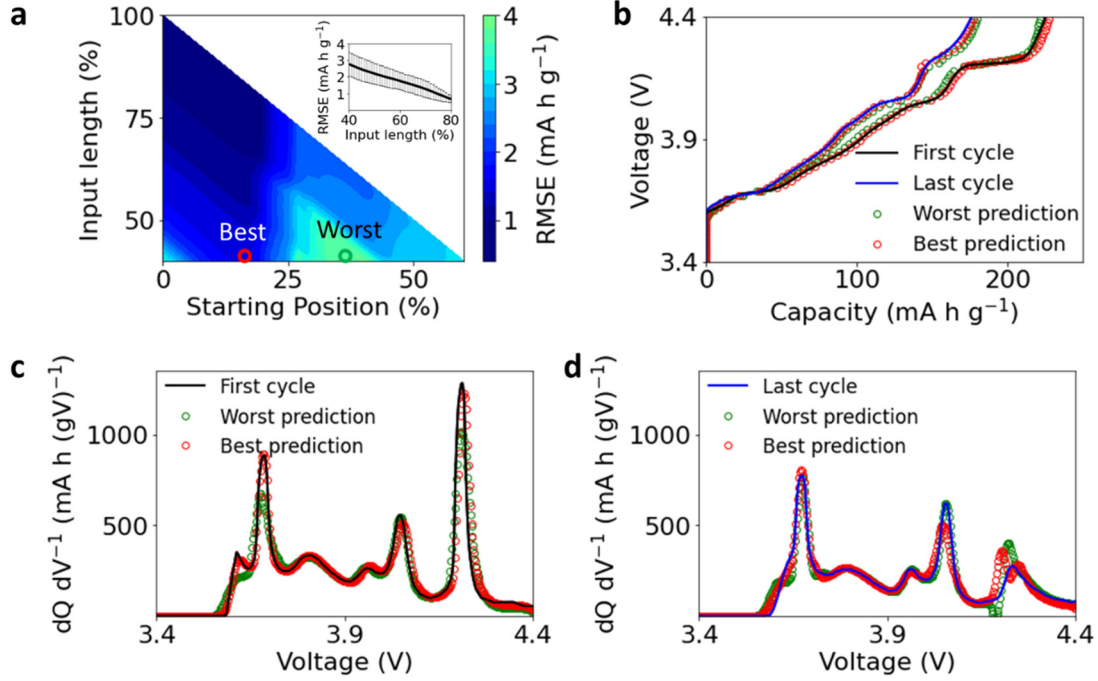 a
100
75
50
0
25
50
Input length (%)
Starting Position (%)
Best
Worst
4
3
2
1
RMSE (mA h g⁻¹)
4
3
2
1
40
60
80
RMSE (mA h g⁻¹)
Input length (%)
b
4.4
3.9
3.4
0
100
200
Voltage (V)
Capacity (mA h g⁻¹)
First cycle
Last cycle
Worst prediction
Best prediction
c
1000
500
3.4
3.9
4.4
dQ dV⁻¹ (mA h (gV)⁻¹)
Voltage (V)
First cycle
Worst prediction
Best prediction
d
1000
500
3.4
3.9
4.4
dQ dV⁻¹ (mA h (gV)⁻¹)
Voltage (V)
Last cycle
Worst prediction
Best prediction